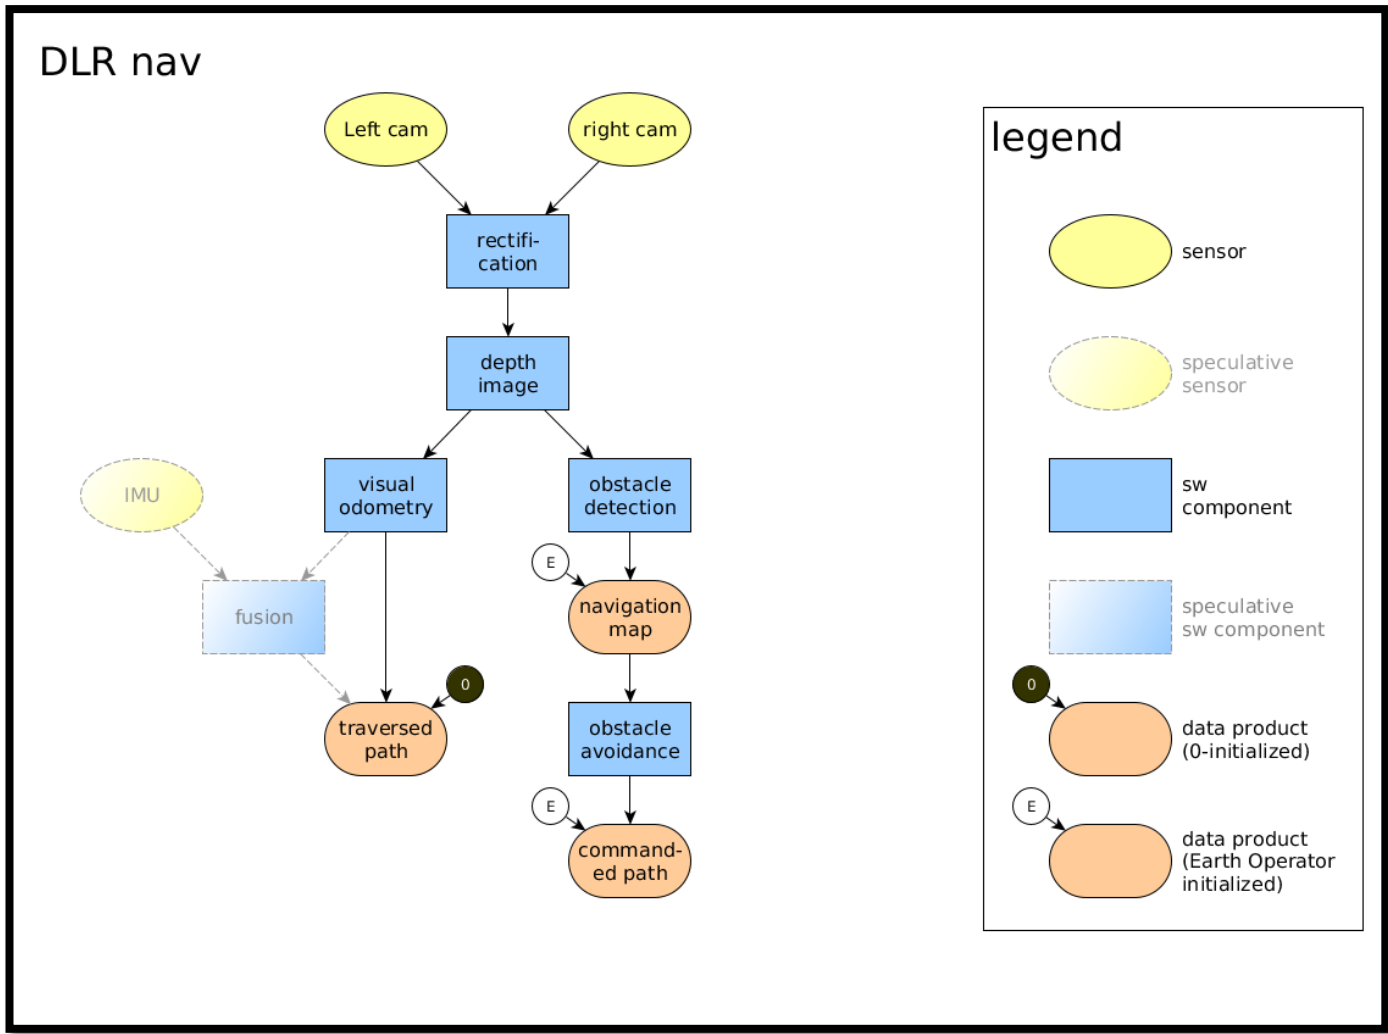 DLR nav
Left cam
right cam
rectifi-
cation
depth
image
IMU
visual
odometry
obstacle
detection
E
fusion
navigation
map
0
traversed
path
obstacle
avoidance
E
command-
ed path
legend
sensor
speculative
sensor
sw
component
speculative
sw component
0
data product
(0-initialized)
E
data product
(Earth Operator
initialized)